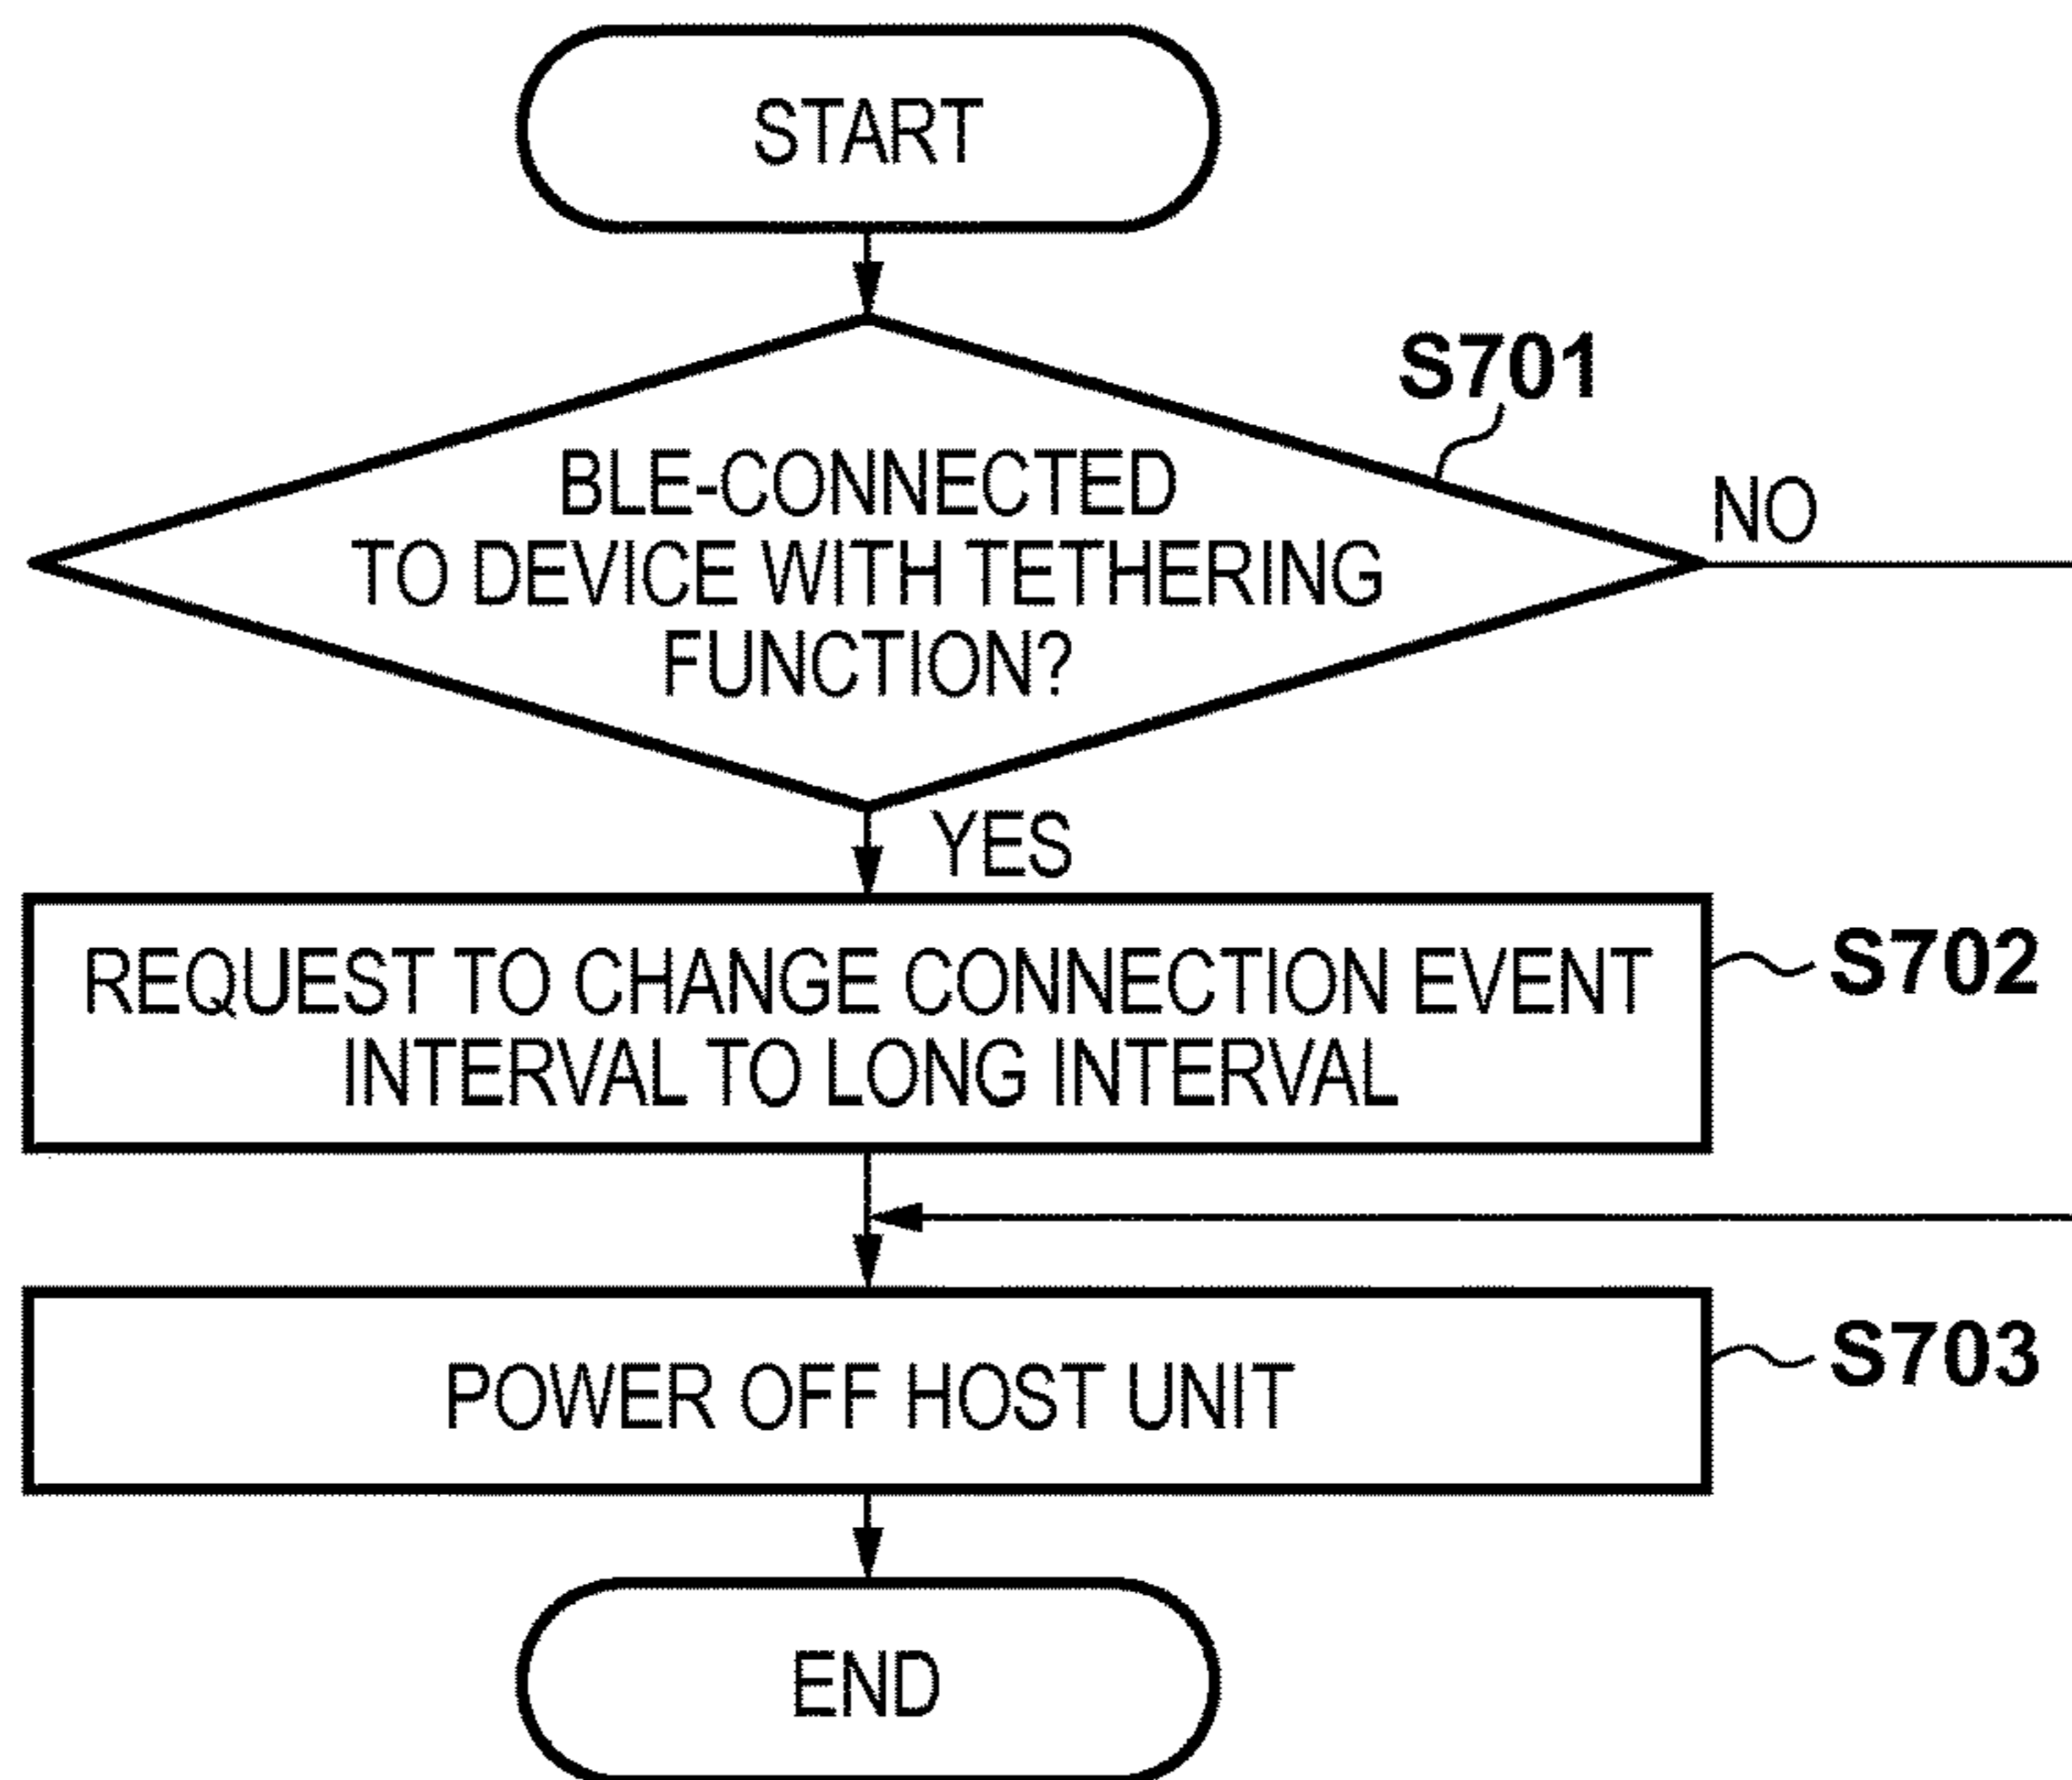 START
S701
BLE-CONNECTED
TO DEVICE WITH TETHERING
FUNCTION?
NO
YES
REQUEST TO CHANGE CONNECTION EVENT
INTERVAL TO LONG INTERVAL
S702
POWER OFF HOST UNIT
S703
END